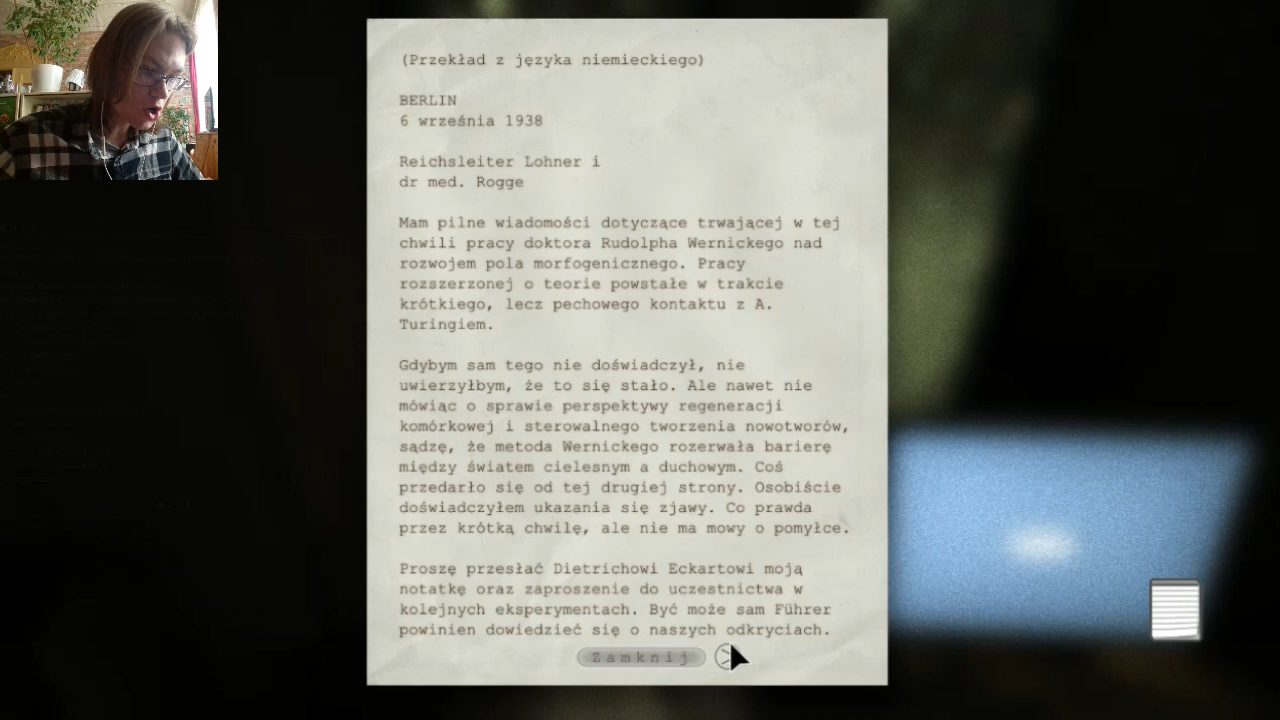 (Przekład z języka niemieckiego)
BERLIN
6 września 1938
Reichsleiter Lohner i
dr med. Rogge
Mam pilne wiadomości dotyczące trwającej w tej
chwili pracy doktora Rudolpha Wernickego nad
rozwojem pola morfogenicznego. Pracy
rozszerzonej o teorie powstałe w trakcie
krótkiego, lecz pechowego kontaktu z A.
Turingiem.
Gdybym sam tego nie doświadczył, nie
uwierzyłbym, że to się stało. Ale nawet nie
mówiąc o sprawie perspektywy regeneracji
komórkowej i sterowalnego tworzenia nowotworów,
sądzę, że metoda Wernickego rozerwała barierę
między światem cielesnym a duchowym. Coś
przedarło się od tej drugiej strony. Osobiście
doświadczyłem ukazania się zjawy. Co prawda
przez krótką chwilę, ale nie ma mowy o pomyłce.
Proszę przesłać Dietrichowi Eckartowi moją
notatkę oraz zaproszenie do uczestnictwa w
kolejnych eksperymentach. Być może sam Führer
powinien dowiedzieć się o naszych odkryciach.
Zamknij